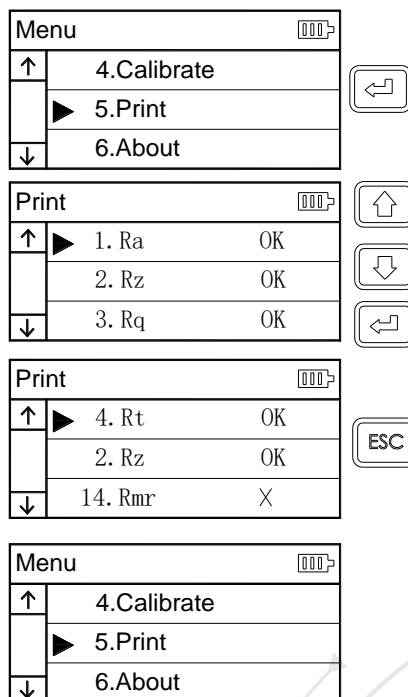 Menu
4.Calibrate
5.Print
6.About
Print
1. Ra OK
2. Rz OK
3. Rq OK
Print
4. Rt OK
2. Rz OK
14. Rmr X
ESC
Menu
4.Calibrate
5.Print
6.About